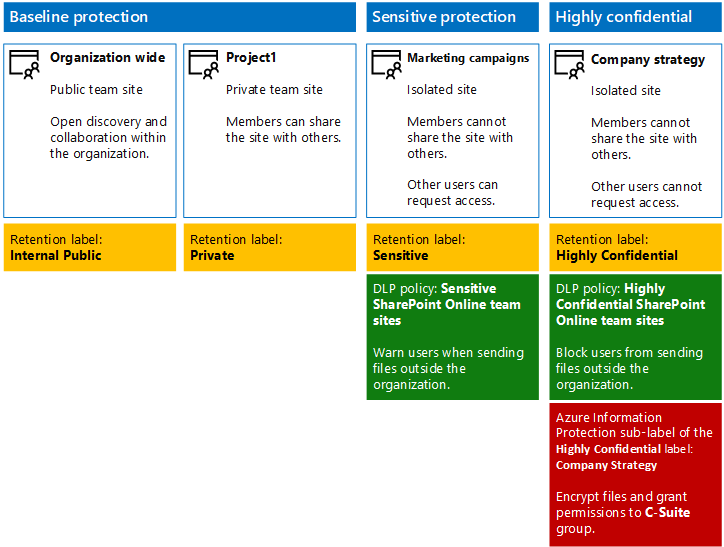 Baseline protection
Sensitive protection
Highly confidential
Organization wide
Public team site
Open discovery and
collaboration within
the organization.
Project1
Private team site
Members can share
the site with others.
Marketing campaigns
Isolated site
Members cannot
share the site with
others.
Other users can
request access.
Company strategy
Isolated site
Members cannot
share the site with
others.
Other users cannot
request access.
Retention label:
Internal Public
Retention label:
Private
Retention label:
Sensitive
Retention label:
Highly Confidential
DLP policy: Sensitive
SharePoint Online team
sites
Warn users when sending
files outside the
organization.
DLP policy: Highly
Confidential SharePoint
Online team sites
Block users from sending
files outside the
organization.
Azure Information
Protection sub-label of the
Highly Confidential label:
Company Strategy
Encrypt files and grant
permissions to C-Suite
group.